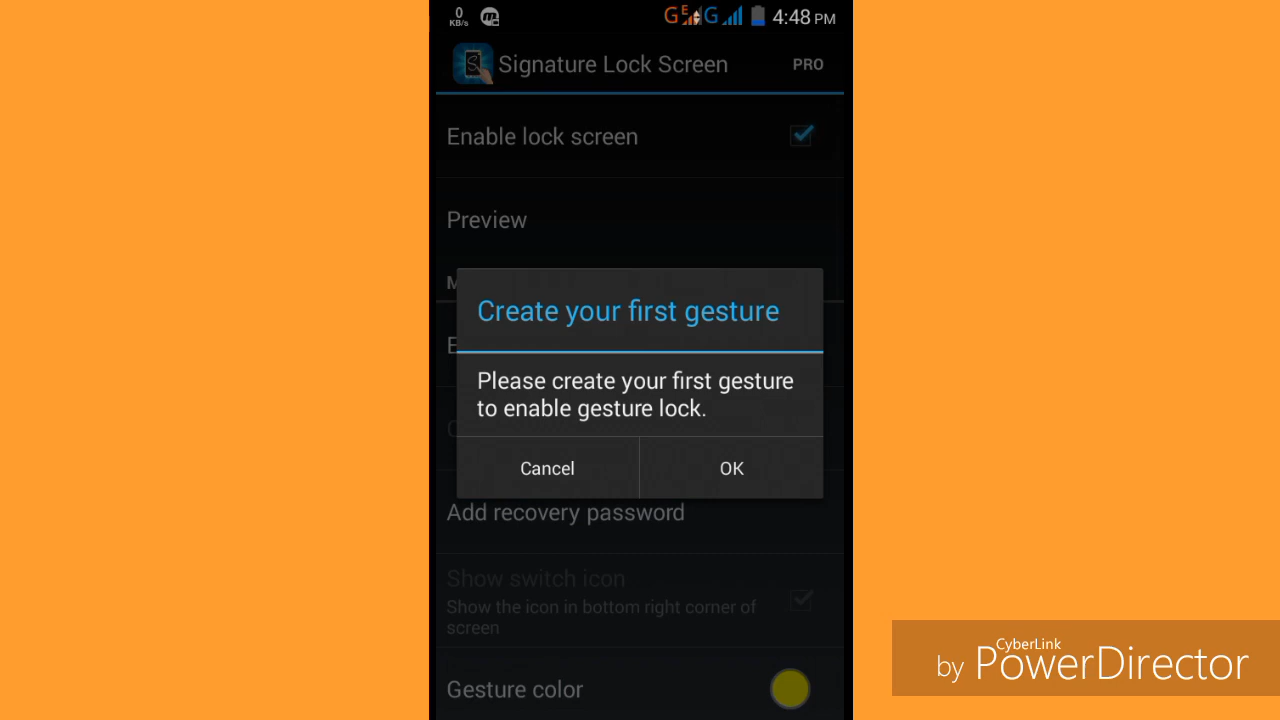 0
KB/s
G E G 4:48 PM
Signature Lock Screen PRO
Enable lock screen
Preview
M
Create your first gesture
E
Please create your first gesture
to enable gesture lock.
Cancel OK
Add recovery password
Show switch icon
Show the icon in bottom right corner of
screen
Gesture color
CyberLink
by PowerDirector